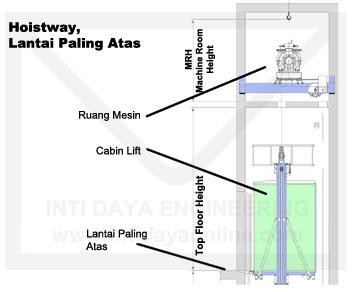 Hoistway,
Lantai Paling Atas
MRH
Machine Room
Height
Ruang Mesin
Cabin Lift
Top Floor Height
INTI DAYA ENGINEERING
Lantai Paling
Atas